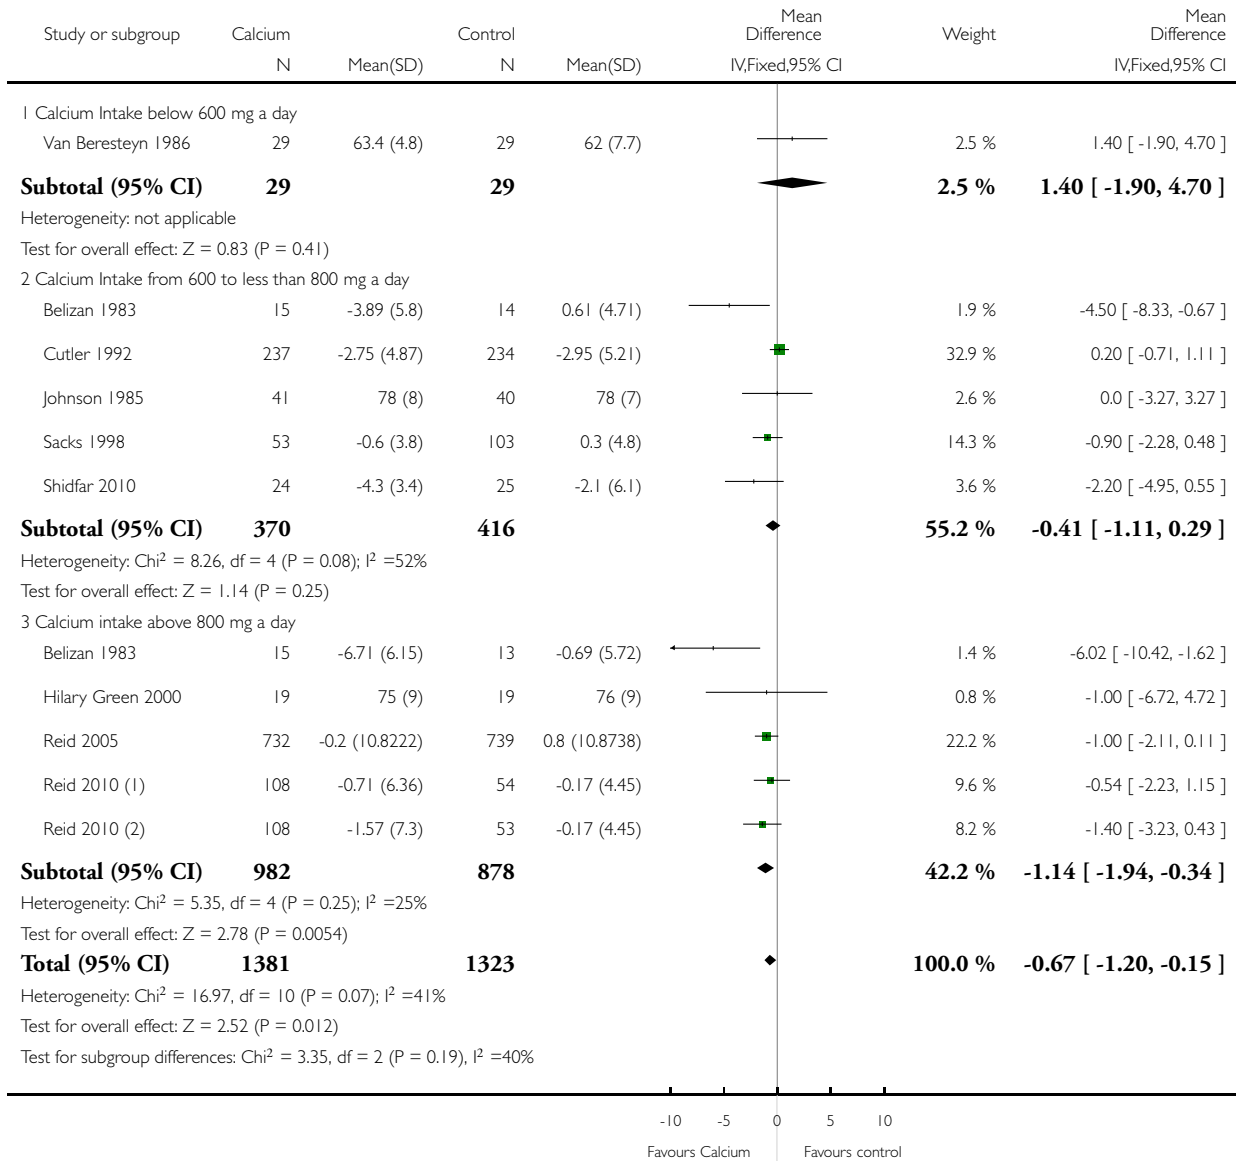 Mean Mean
Study or subgroup Calcium Control Difference Weight Difference
N Mean(SD) N Mean(SD) IV,Fixed,95% CI IV,Fixed,95% CI
1 Calcium Intake below 600 mg a day
Van Beresteyn 1986 29 63.4 (4.8) 29 62 (7.7) 2.5 % 1.40 [ -1.90, 4.70 ]
Subtotal (95% CI) 29 29 2.5 % 1.40 [ -1.90, 4.70 ]
Heterogeneity: not applicable
Test for overall effect: Z = 0.83 (P = 0.41)
2 Calcium Intake from 600 to less than 800 mg a day
Belizan 1983 15 -3.89 (5.8) 14 0.61 (4.71) 1.9 % -4.50 [ -8.33, -0.67 ]
Cutler 1992 237 -2.75 (4.87) 234 -2.95 (5.21) 32.9 % 0.20 [ -0.71, 1.11 ]
Johnson 1985 41 78 (8) 40 78 (7) 2.6 % 0.0 [ -3.27, 3.27 ]
Sacks 1998 53 -0.6 (3.8) 103 0.3 (4.8) 14.3 % -0.90 [ -2.28, 0.48 ]
Shidfar 2010 24 -4.3 (3.4) 25 -2.1 (6.1) 3.6 % -2.20 [ -4.95, 0.55 ]
Subtotal (95% CI) 370 416 55.2 % -0.41 [ -1.11, 0.29 ]
Heterogeneity: Chi² = 8.26, df = 4 (P = 0.08); I² =52%
Test for overall effect: Z = 1.14 (P = 0.25)
3 Calcium intake above 800 mg a day
Belizan 1983 15 -6.71 (6.15) 13 -0.69 (5.72) 1.4 % -6.02 [ -10.42, -1.62 ]
Hilary Green 2000 19 75 (9) 19 76 (9) 0.8 % -1.00 [ -6.72, 4.72 ]
Reid 2005 732 -0.2 (10.8222) 739 0.8 (10.8738) 22.2 % -1.00 [ -2.11, 0.11 ]
Reid 2010 (1) 108 -0.71 (6.36) 54 -0.17 (4.45) 9.6 % -0.54 [ -2.23, 1.15 ]
Reid 2010 (2) 108 -1.57 (7.3) 53 -0.17 (4.45) 8.2 % -1.40 [ -3.23, 0.43 ]
Subtotal (95% CI) 982 878 42.2 % -1.14 [ -1.94, -0.34 ]
Heterogeneity: Chi² = 5.35, df = 4 (P = 0.25); I² =25%
Test for overall effect: Z = 2.78 (P = 0.0054)
Total (95% CI) 1381 1323 100.0 % -0.67 [ -1.20, -0.15 ]
Heterogeneity: Chi² = 16.97, df = 10 (P = 0.07); I² =41%
Test for overall effect: Z = 2.52 (P = 0.012)
Test for subgroup differences: Chi² = 3.35, df = 2 (P = 0.19), I² =40%
-10 -5 0 5 10
Favours Calcium Favours control